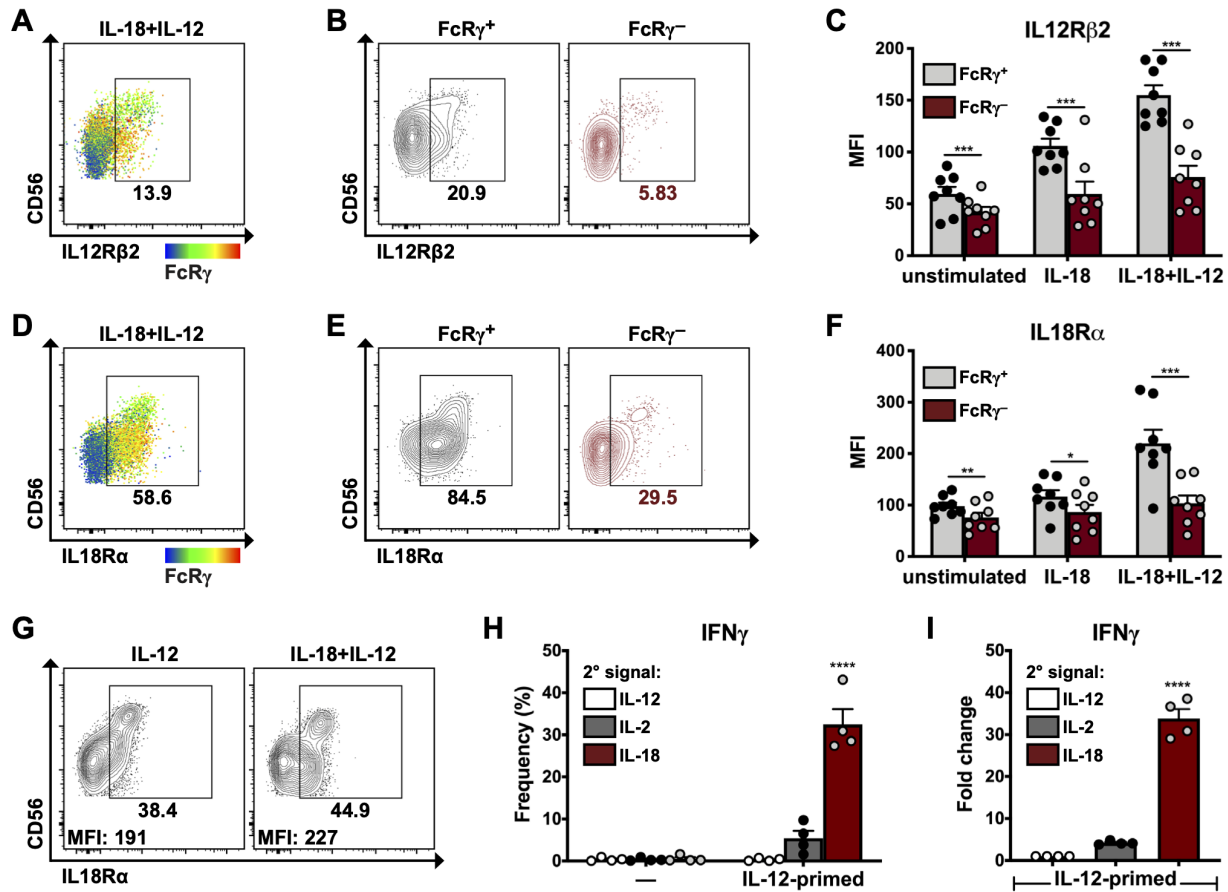 A
IL-18+IL-12
CD56
13.9
IL12Rβ2
FcRγ
B
FcRγ+
FcRγ−
20.9
5.83
IL12Rβ2
CD56
C
IL12Rβ2
FcRγ+
FcRγ−
MFI
200
150
100
50
0
***
***
***
unstimulated
IL-18
IL-18+IL-12
D
IL-18+IL-12
CD56
58.6
IL18Rα
FcRγ
E
FcRγ+
FcRγ−
CD56
84.5
29.5
IL18Rα
F
IL18Rα
FcRγ+
FcRγ−
MFI
400
300
200
100
0
**
*
***
unstimulated
IL-18
IL-18+IL-12
G
IL-12
IL-18+IL-12
CD56
38.4
44.9
MFI: 191
MFI: 227
IL18Rα
H
IFNγ
2° signal:
IL-12
IL-2
IL-18
Frequency (%)
50
40
30
20
10
0
****
—
IL-12-primed
I
IFNγ
2° signal:
IL-12
IL-2
IL-18
Fold change
50
40
30
20
10
0
****
IL-12-primed